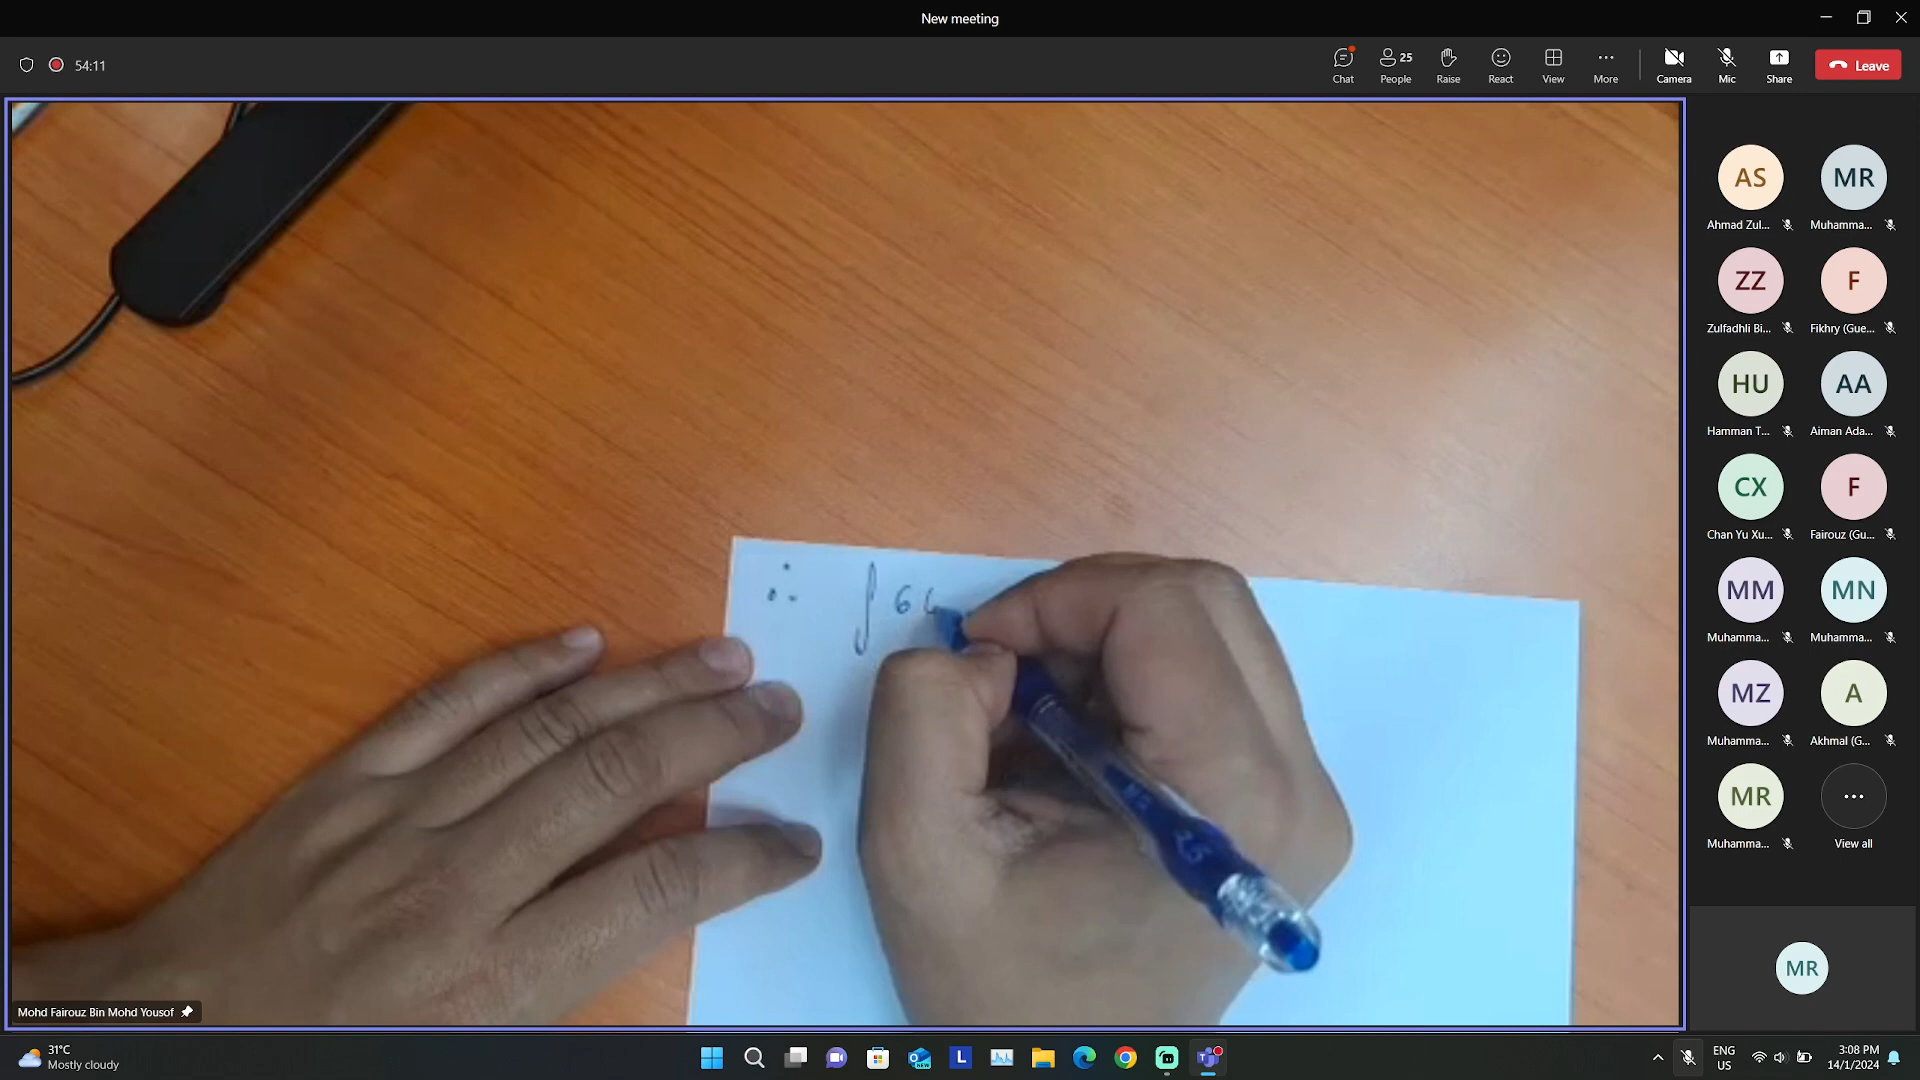 New meeting
54:11
Chat
25
People
Raise
React
View
More
Camera
Mic
Share
Leave
∴ ∫ 6
AS
Ahmad Zul...
MR
Muhamma...
ZZ
Zulfadhli Bi...
F
Fikhry (Gue...
HU
Hamman T...
AA
Aiman Ada...
CX
Chan Yu Xu...
F
Fairouz (Gu...
MM
Muhamma...
MN
Muhamma...
MZ
Muhamma...
A
Akhmal (G...
MR
Muhamma...
View all
MR
Mohd Fairouz Bin Mohd Yousof
31°C
Mostly cloudy
NEW
L
ENG
US
3:08 PM
14/1/2024